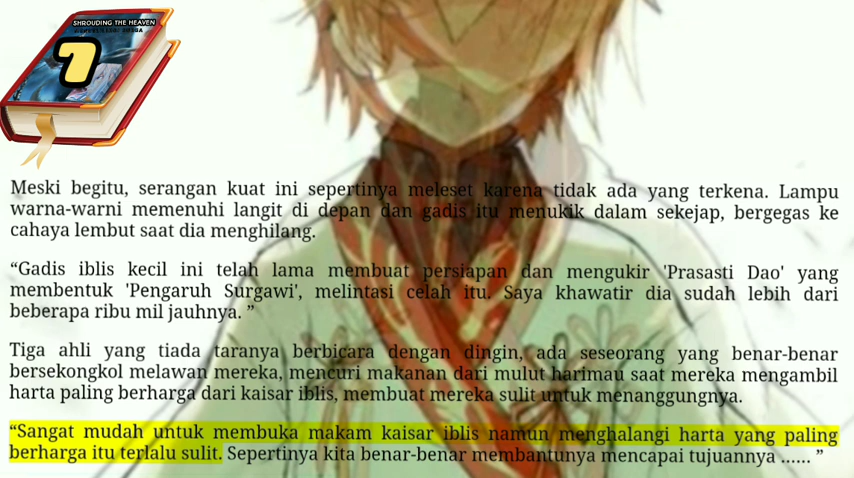 SHROUDING THE HEAVEN
7
Meski begitu, serangan kuat ini sepertinya meleset karena tidak ada yang terkena. Lampu
warna-warni memenuhi langit di depan dan gadis itu menukik dalam sekejap, bergegas ke
cahaya lembut saat dia menghilang.
“Gadis iblis kecil ini telah lama membuat persiapan dan mengukir 'Prasasti Dao' yang
membentuk 'Pengaruh Surgawi', melintasi celah itu. Saya khawatir dia sudah lebih dari
beberapa ribu mil jauhnya. ”
Tiga ahli yang tiada taranya berbicara dengan dingin, ada seseorang yang benar-benar
bersekongkol melawan mereka, mencuri makanan dari mulut harimau saat mereka mengambil
harta paling berharga dari kaisar iblis, membuat mereka sulit untuk menanggungnya.
“Sangat mudah untuk membuka makam kaisar iblis namun menghalangi harta yang paling
berharga itu terlalu sulit. Sepertinya kita benar-benar membantunya mencapai tujuannya ...... ”